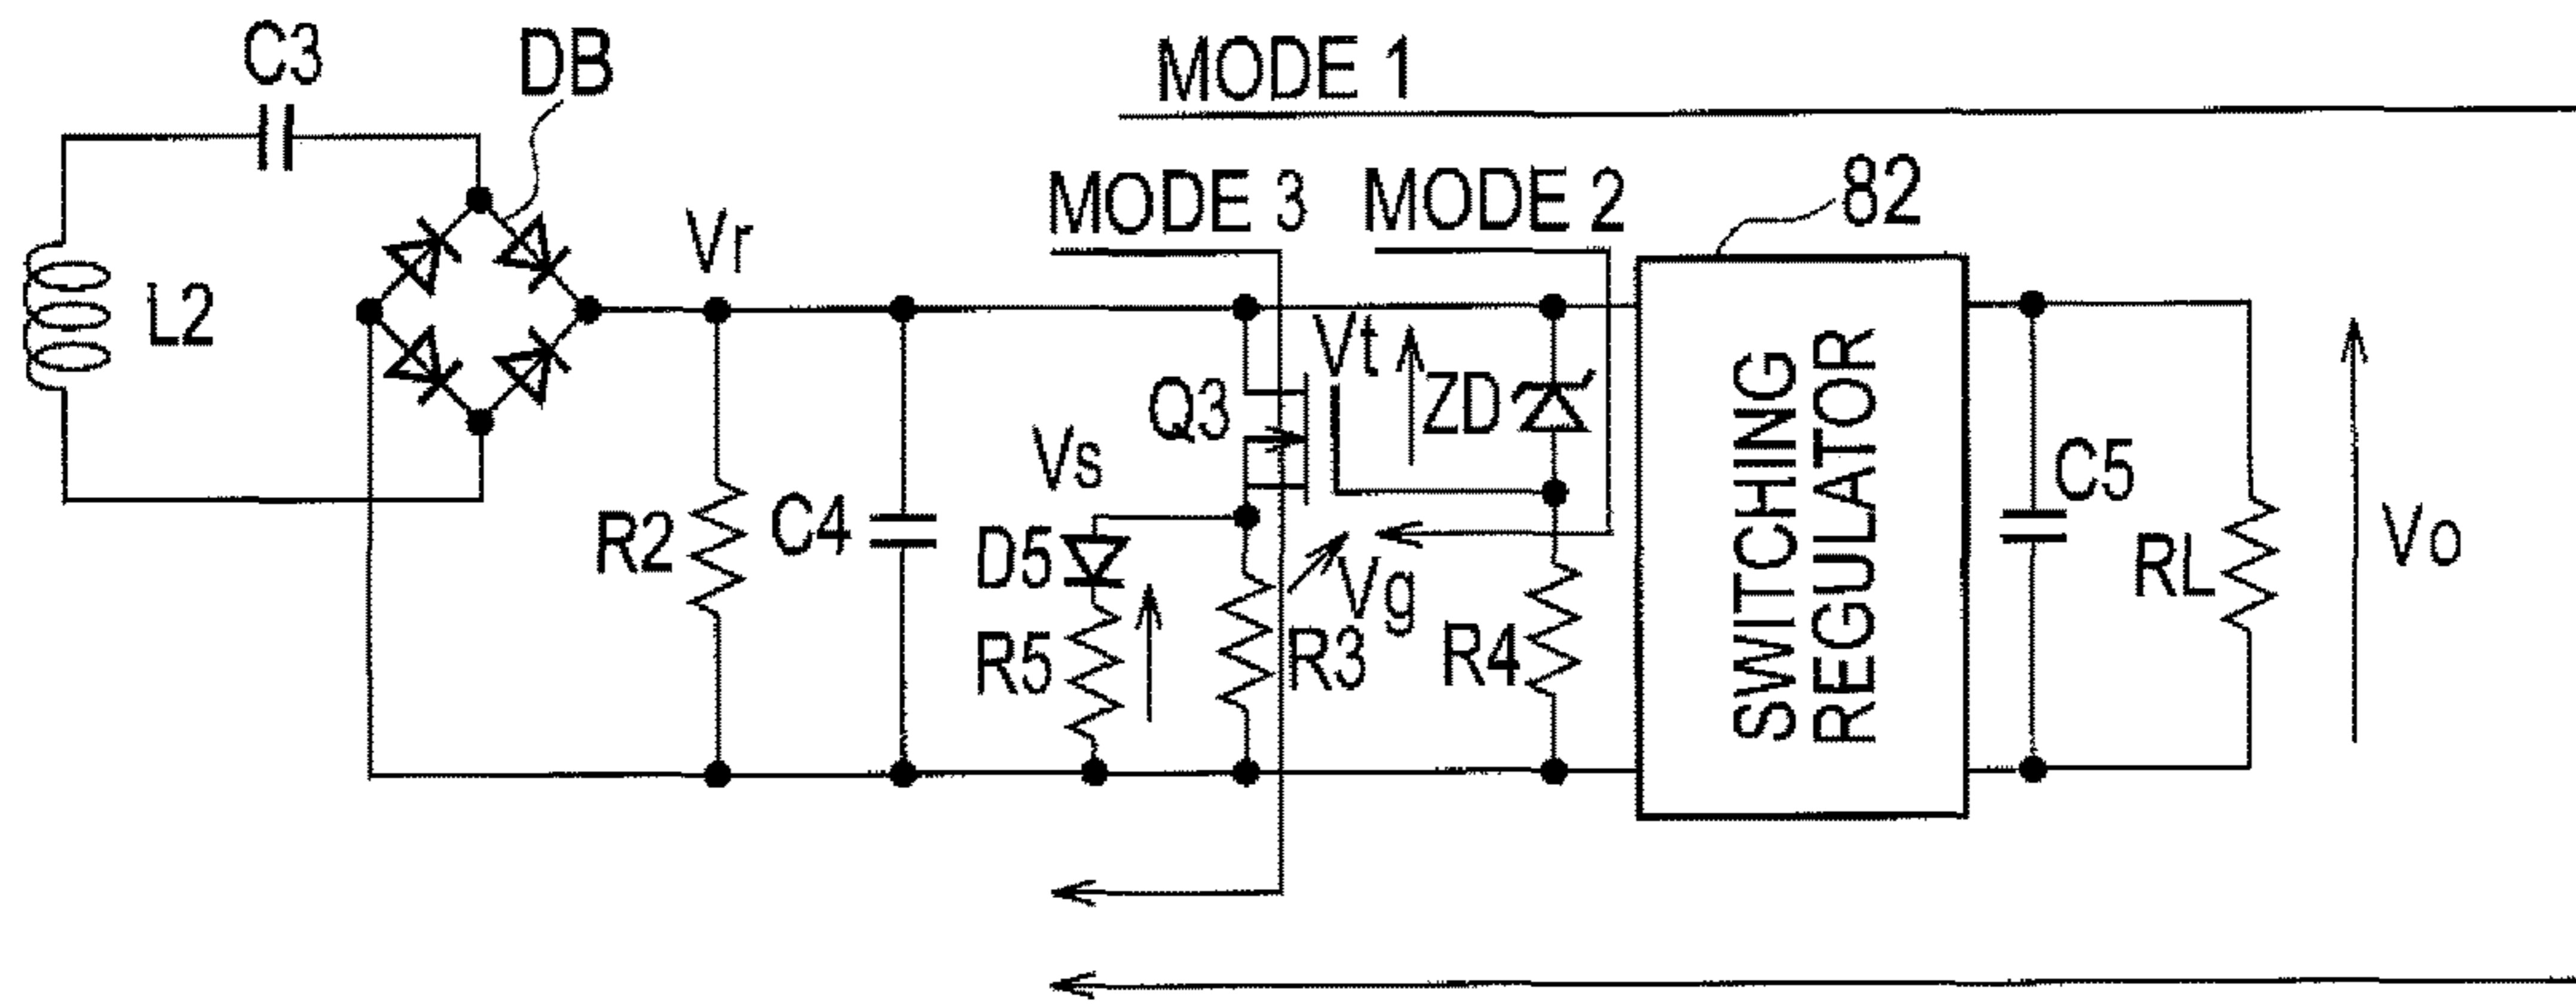 C3
DB
MODE 1
MODE 3
MODE 2
82
L2
Vr
Vt
Q3
ZD
Vs
D5
R2
C4
R5
Vg
R3
R4
SWITCHING
REGULATOR
C5
RL
Vo